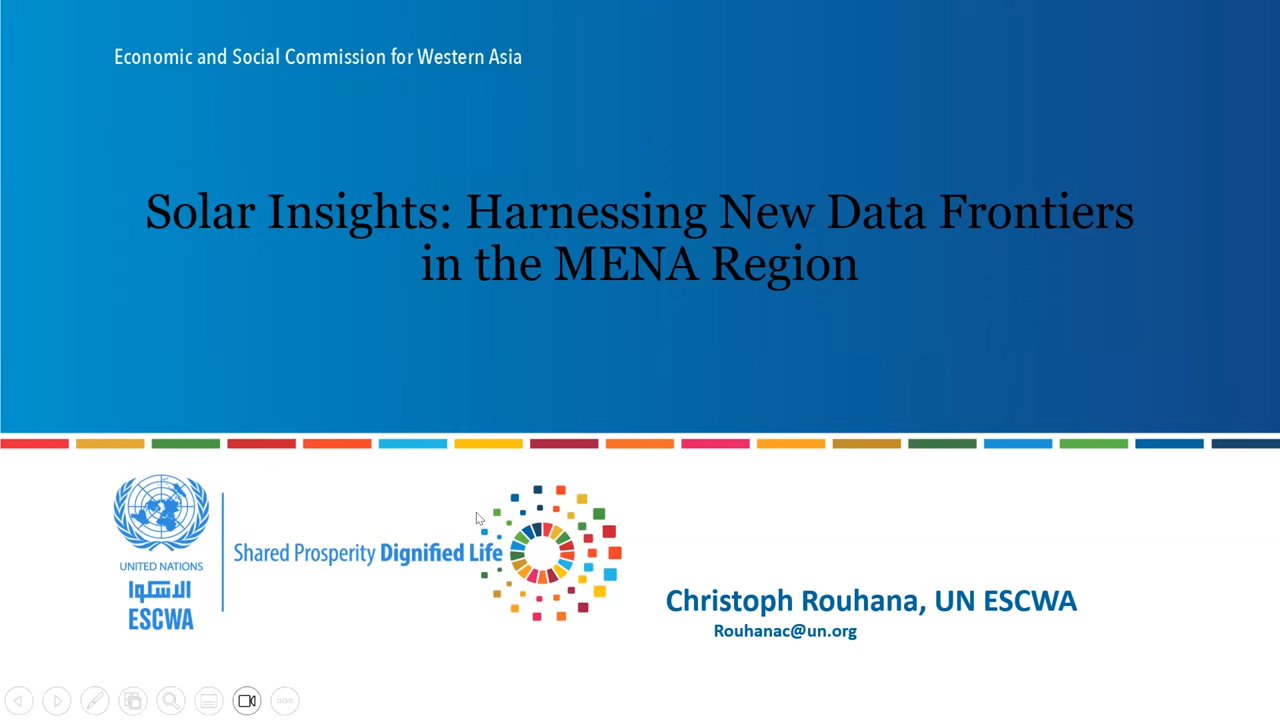 Economic and Social Commission for Western Asia
Solar Insights: Harnessing New Data Frontiers
in the MENA Region
UNITED NATIONS
الاسكوا
ESCWA
Shared Prosperity Dignified Life
Christoph Rouhana, UN ESCWA
Rouhanac@un.org